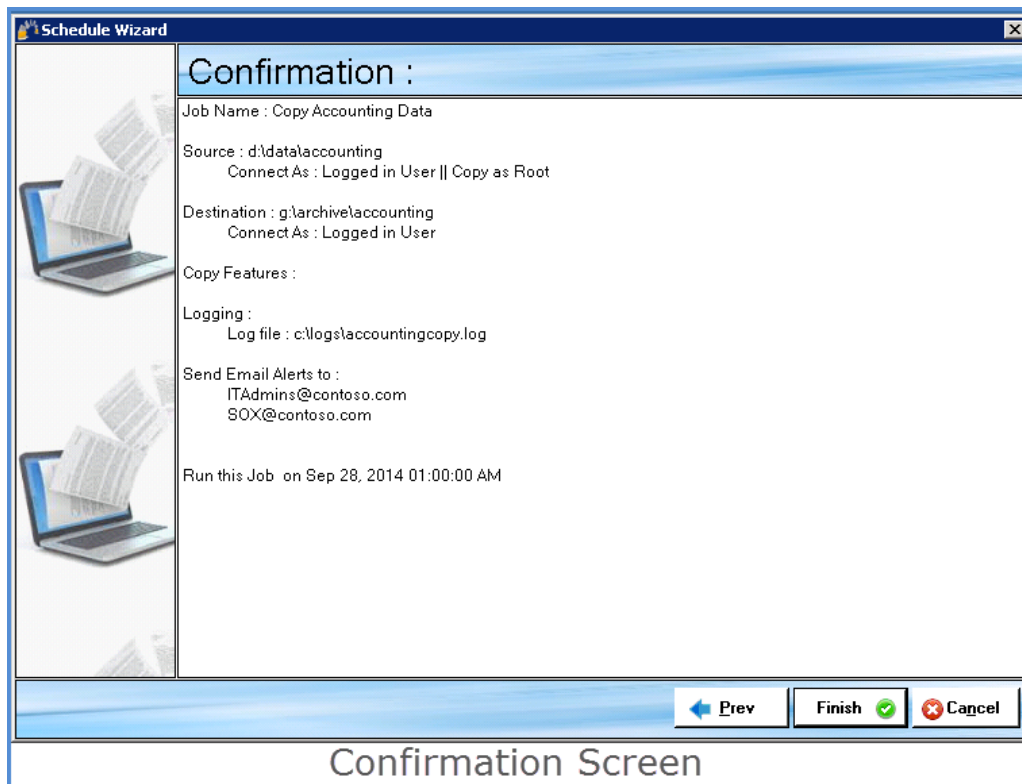 Schedule Wizard
Confirmation :
Job Name : Copy Accounting Data
Source : d:\data\accounting
Connect As : Logged in User || Copy as Root
Destination : g:\archive\accounting
Connect As : Logged in User
Copy Features :
Logging :
Log file : c:\logs\accountingcopy.log
Send Email Alerts to :
ITAdmins@contoso.com
SOX@contoso.com
Run this Job  on Sep 28, 2014 01:00:00 AM
Prev Finish Cancel
Confirmation Screen